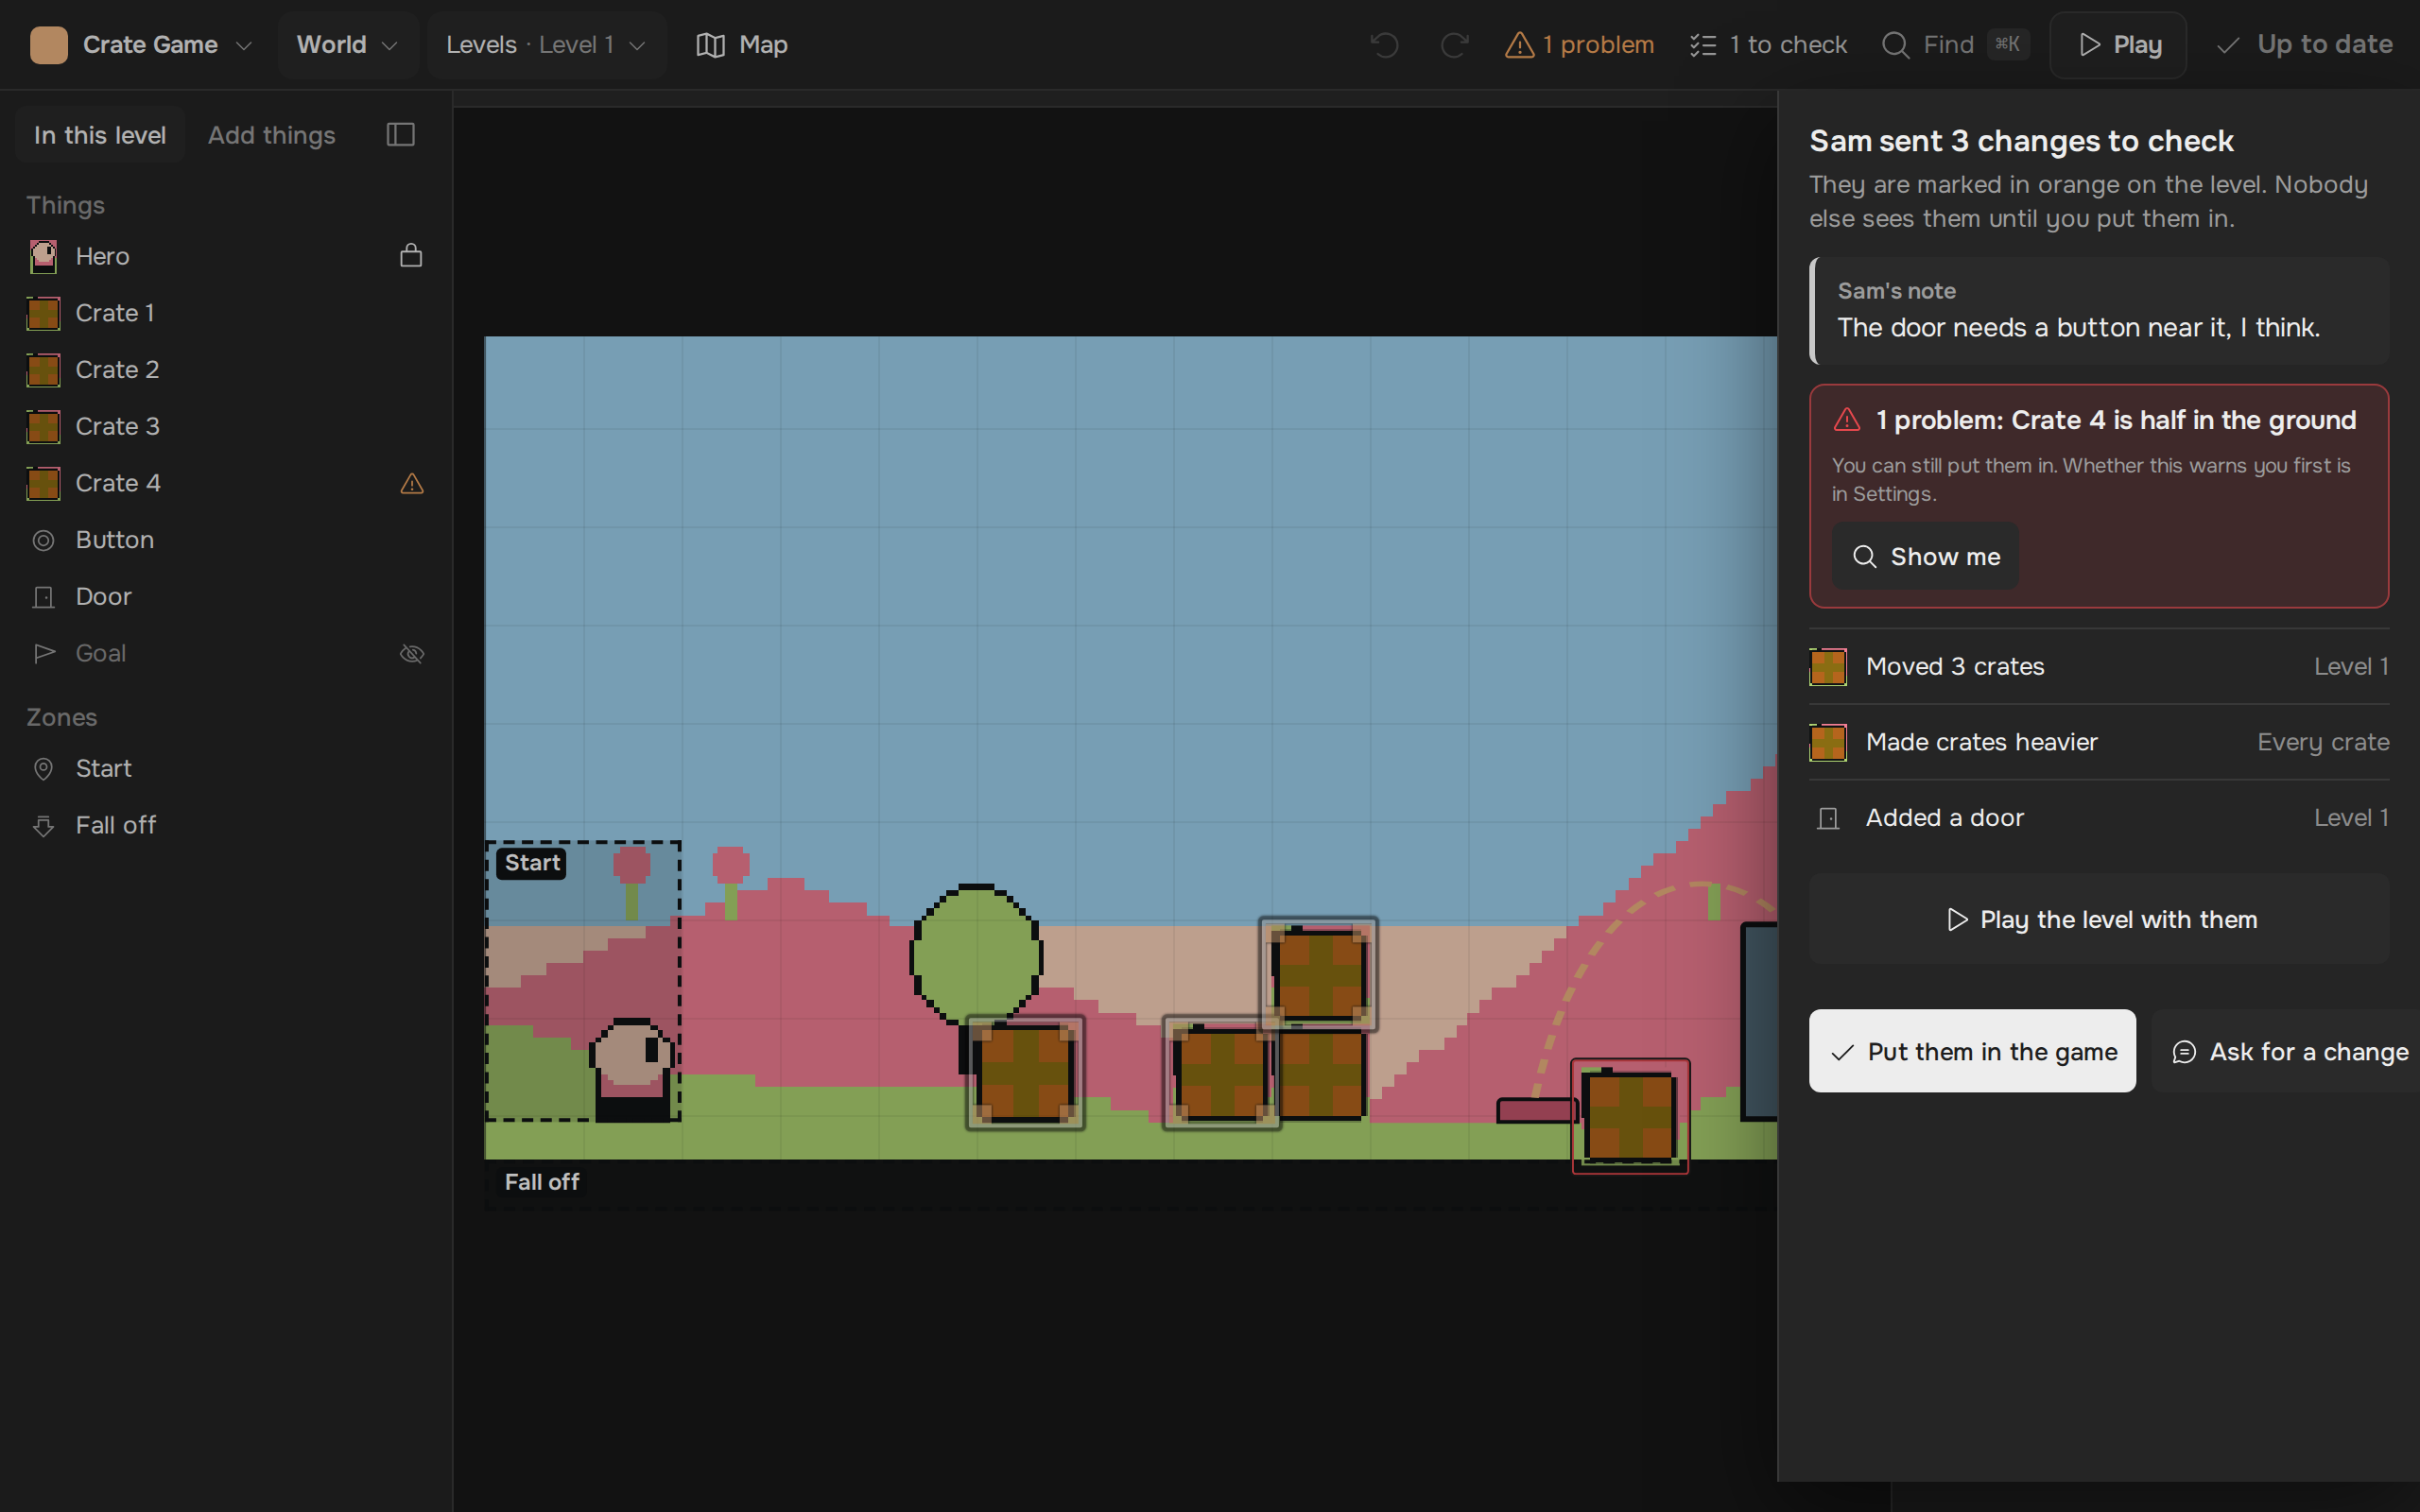 Crate Game World Levels · Level 1 Map 1 problem 1 to check Find ⌘K Play Up to date
In this level Add things
Things
Hero
Crate 1
Crate 2
Crate 3
Crate 4
Button
Door
Goal
Zones
Start
Fall off
Start
Fall off
Sam sent 3 changes to check
They are marked in orange on the level. Nobody
else sees them until you put them in.
Sam's note
The door needs a button near it, I think.
1 problem: Crate 4 is half in the ground
You can still put them in. Whether this warns you first is
in Settings.
Show me
Moved 3 crates Level 1
Made crates heavier Every crate
Added a door Level 1
Play the level with them
Put them in the game Ask for a change